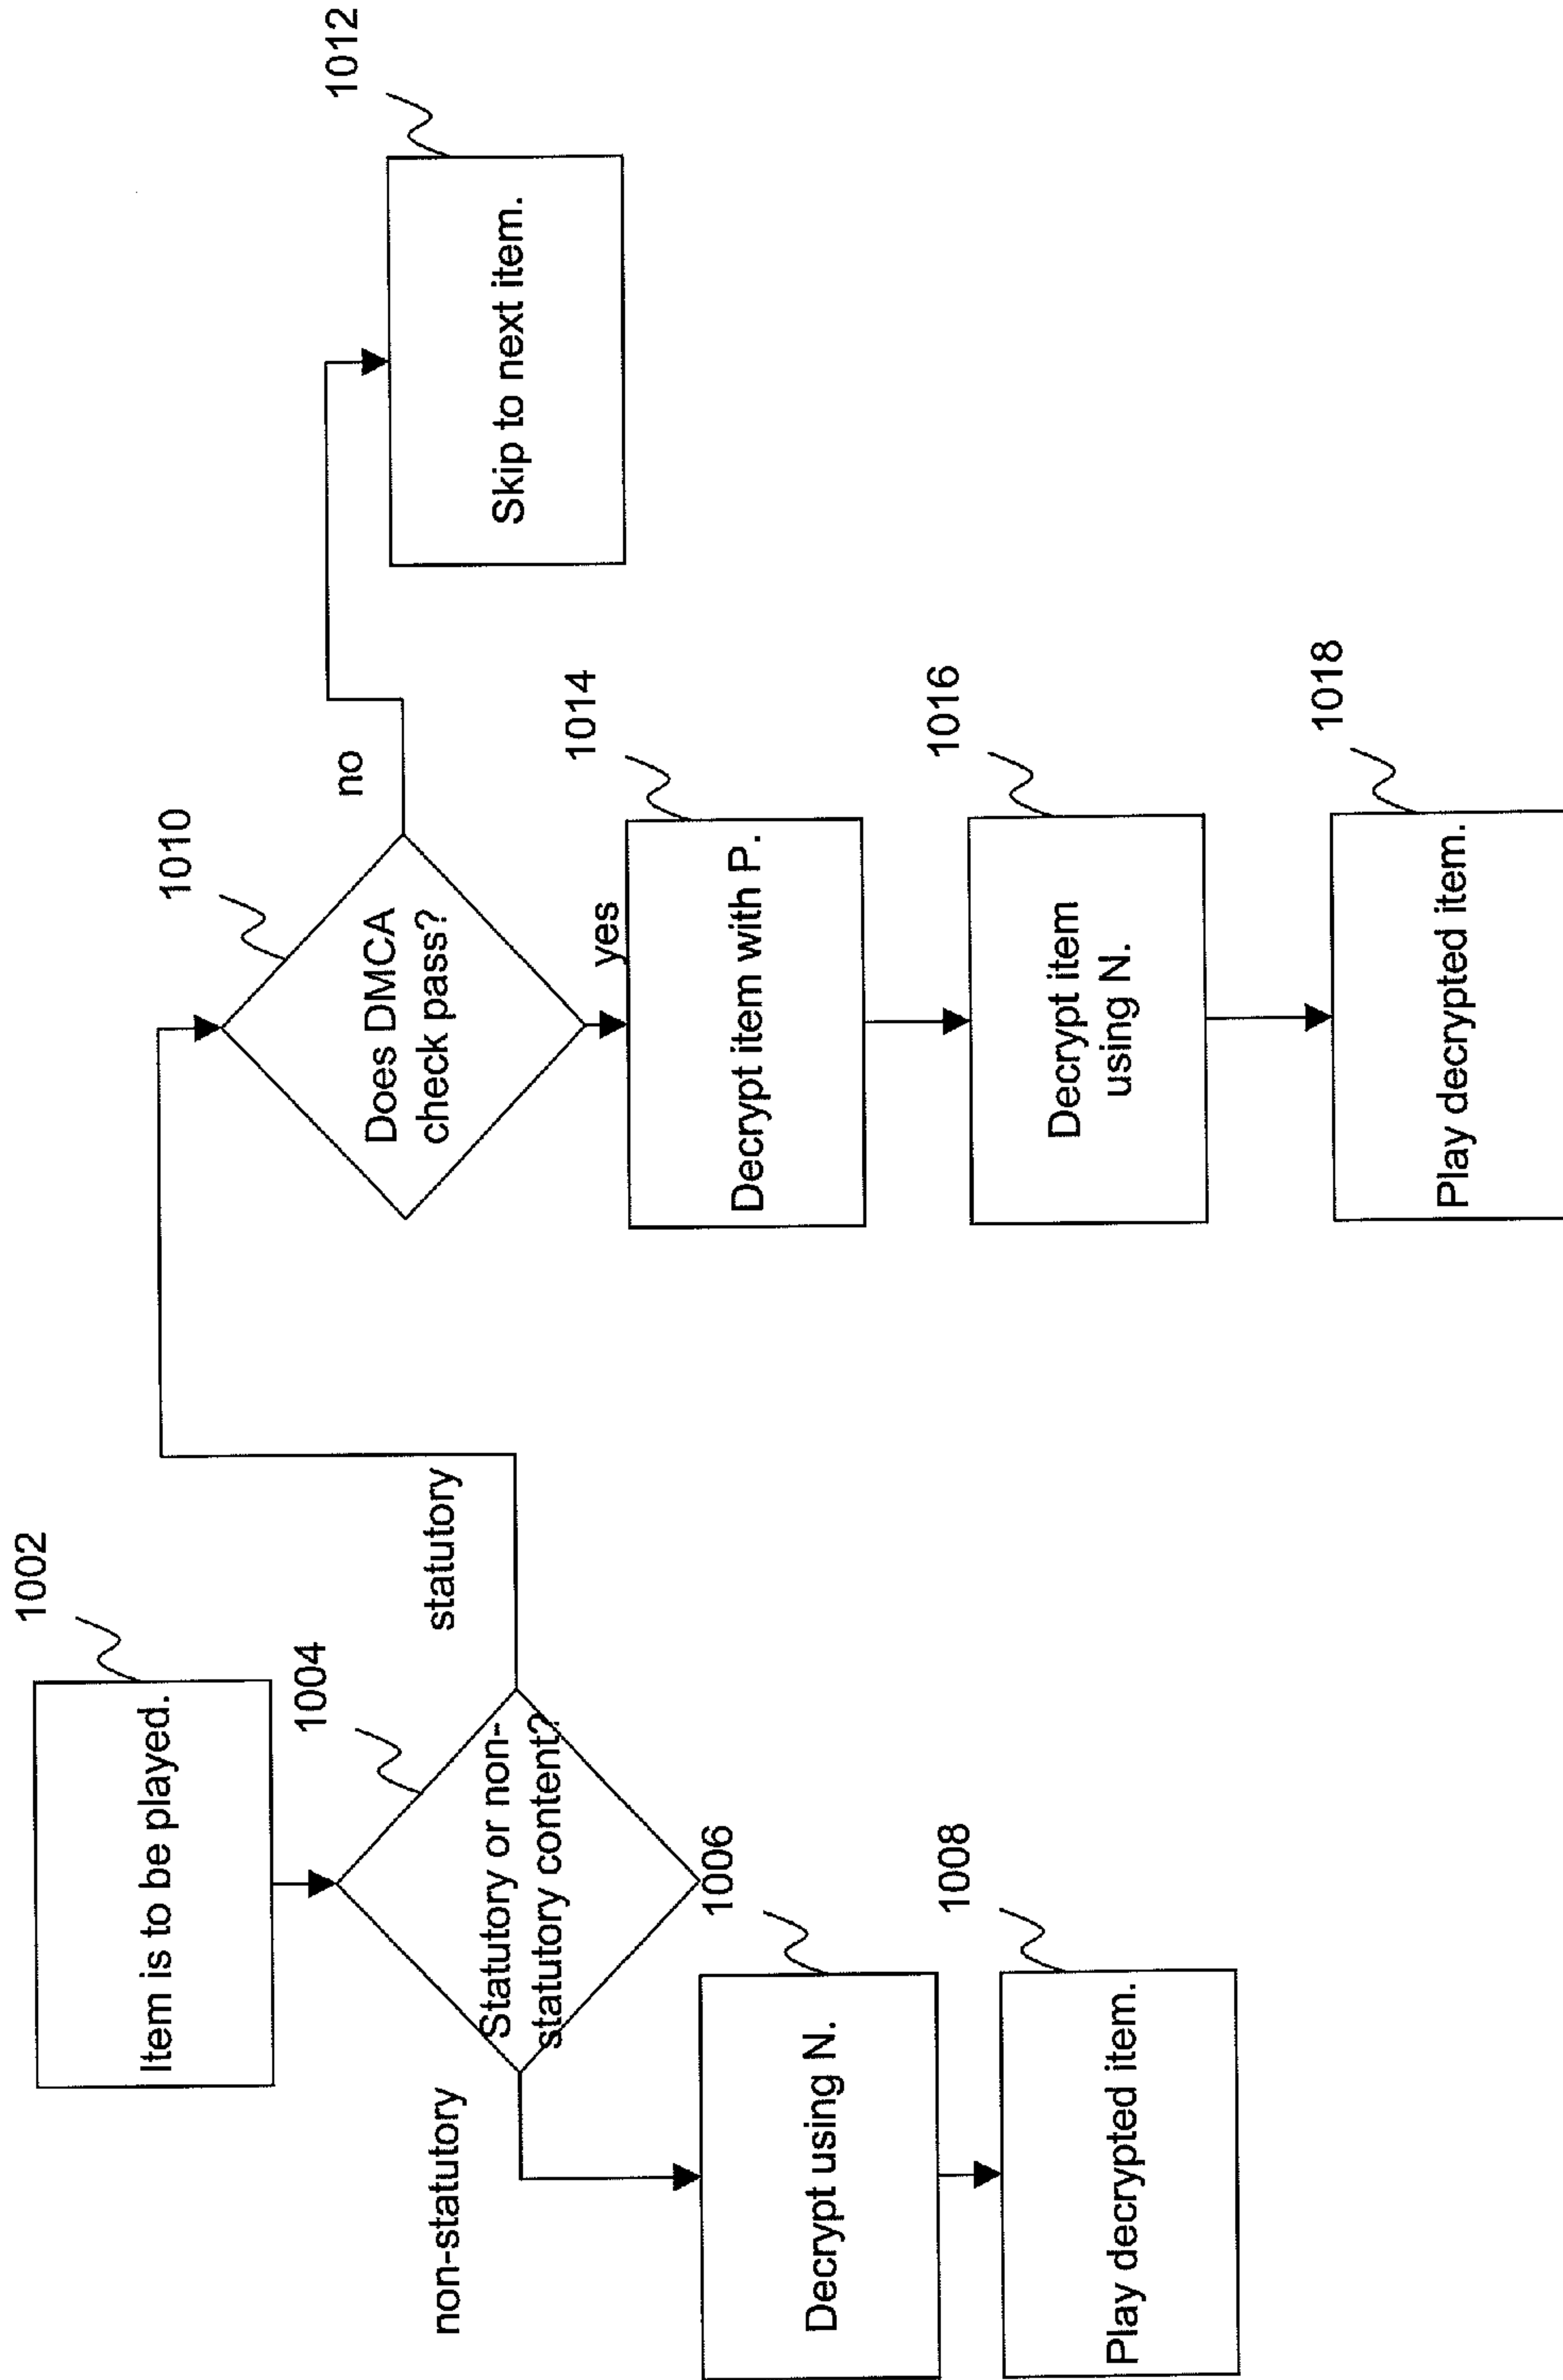 1002
Item is to be played.
1004
Statutory or non-
statutory content?
non-statutory
statutory
1006
Decrypt using N.
1008
Play decrypted item.
1010
Does DMCA
check pass?
no
1012
Skip to next item.
yes
1014
Decrypt item with P.
1016
Decrypt item
using N.
1018
Play decrypted item.